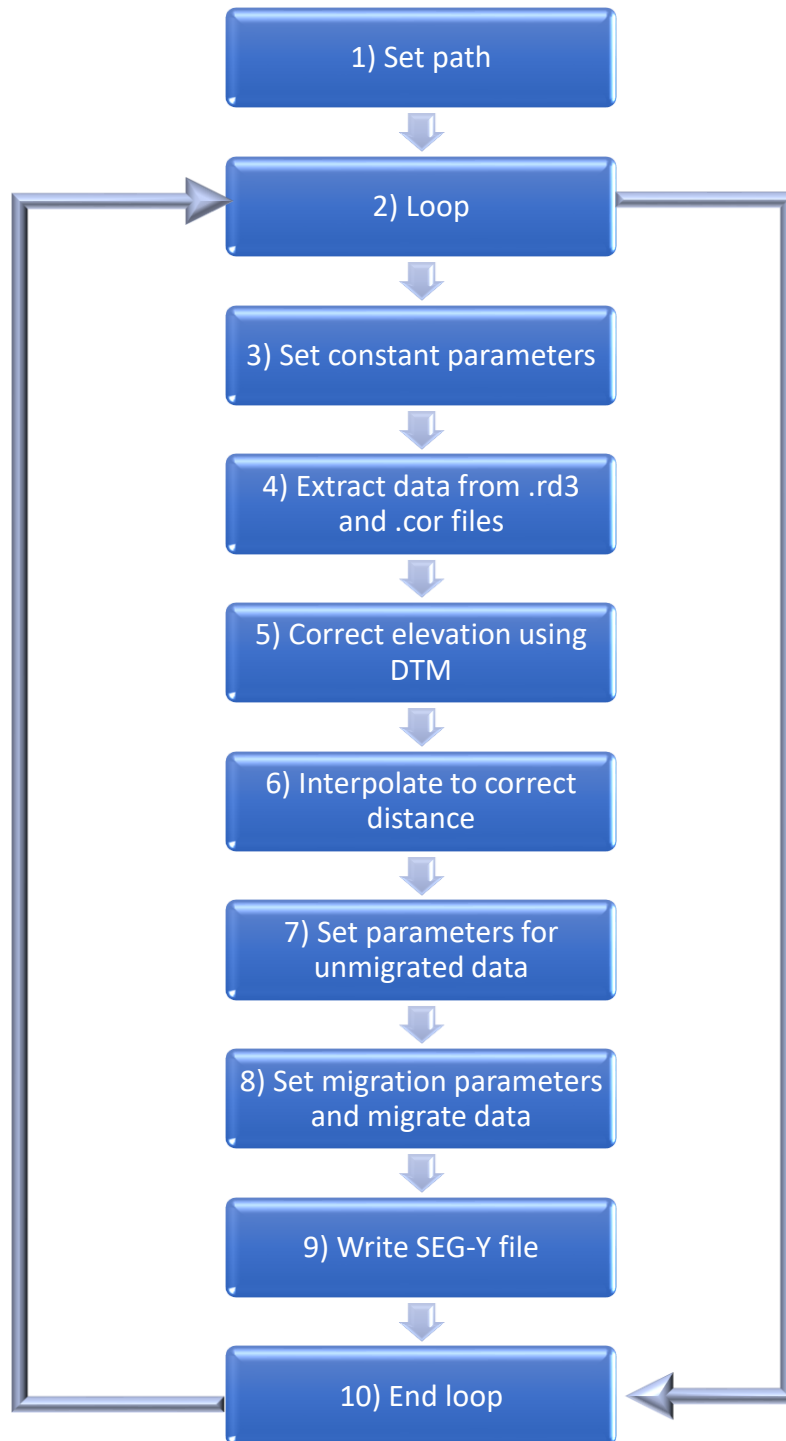 1) Set path
2) Loop
3) Set constant parameters
4) Extract data from .rd3
and .cor files
5) Correct elevation using
DTM
6) Interpolate to correct
distance
7) Set parameters for
unmigrated data
8) Set migration parameters
and migrate data
9) Write SEG-Y file
10) End loop